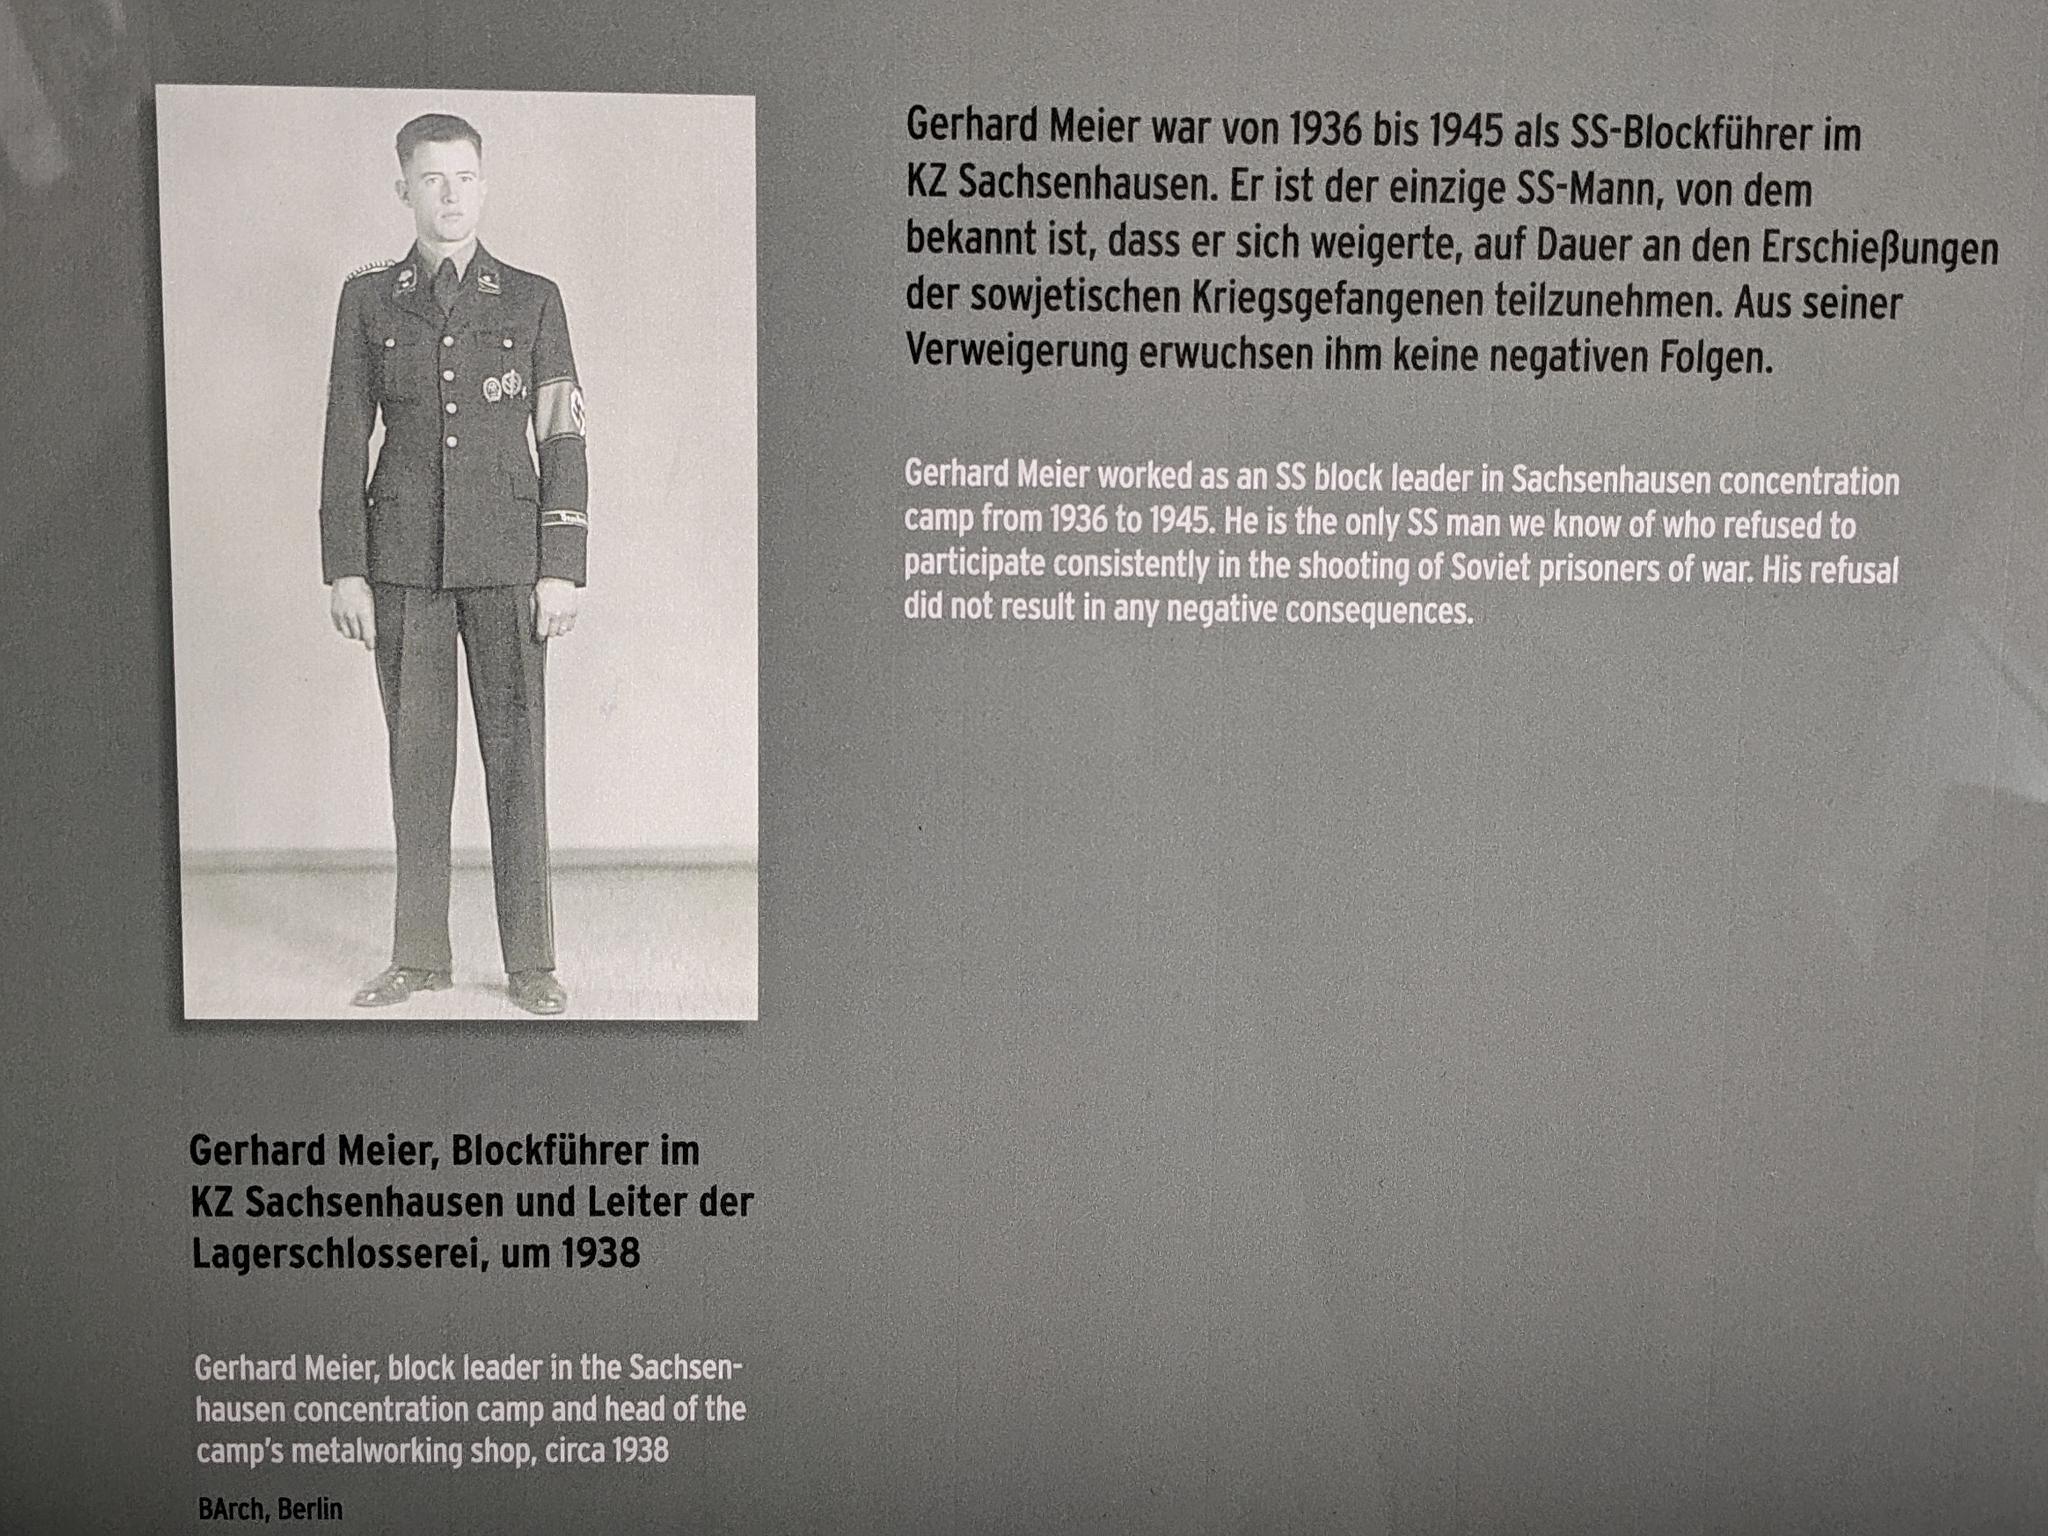 Gerhard Meier war von 1936 bis 1945 als SS-Blockführer im
KZ Sachsenhausen. Er ist der einzige SS-Mann, von dem
bekannt ist, dass er sich weigerte, auf Dauer an den Erschießungen
der sowjetischen Kriegsgefangenen teilzunehmen. Aus seiner
Verweigerung erwuchsen ihm keine negativen Folgen.
Gerhard Meier worked as an SS block leader in Sachsenhausen concentration
camp from 1936 to 1945. He is the only SS man we know of who refused to
participate consistently in the shooting of Soviet prisoners of war. His refusal
did not result in any negative consequences.
Gerhard Meier, Blockführer im
KZ Sachsenhausen und Leiter der
Lagerschlosserei, um 1938
Gerhard Meier, block leader in the Sachsen-
hausen concentration camp and head of the
camp's metalworking shop, circa 1938
BArch, Berlin